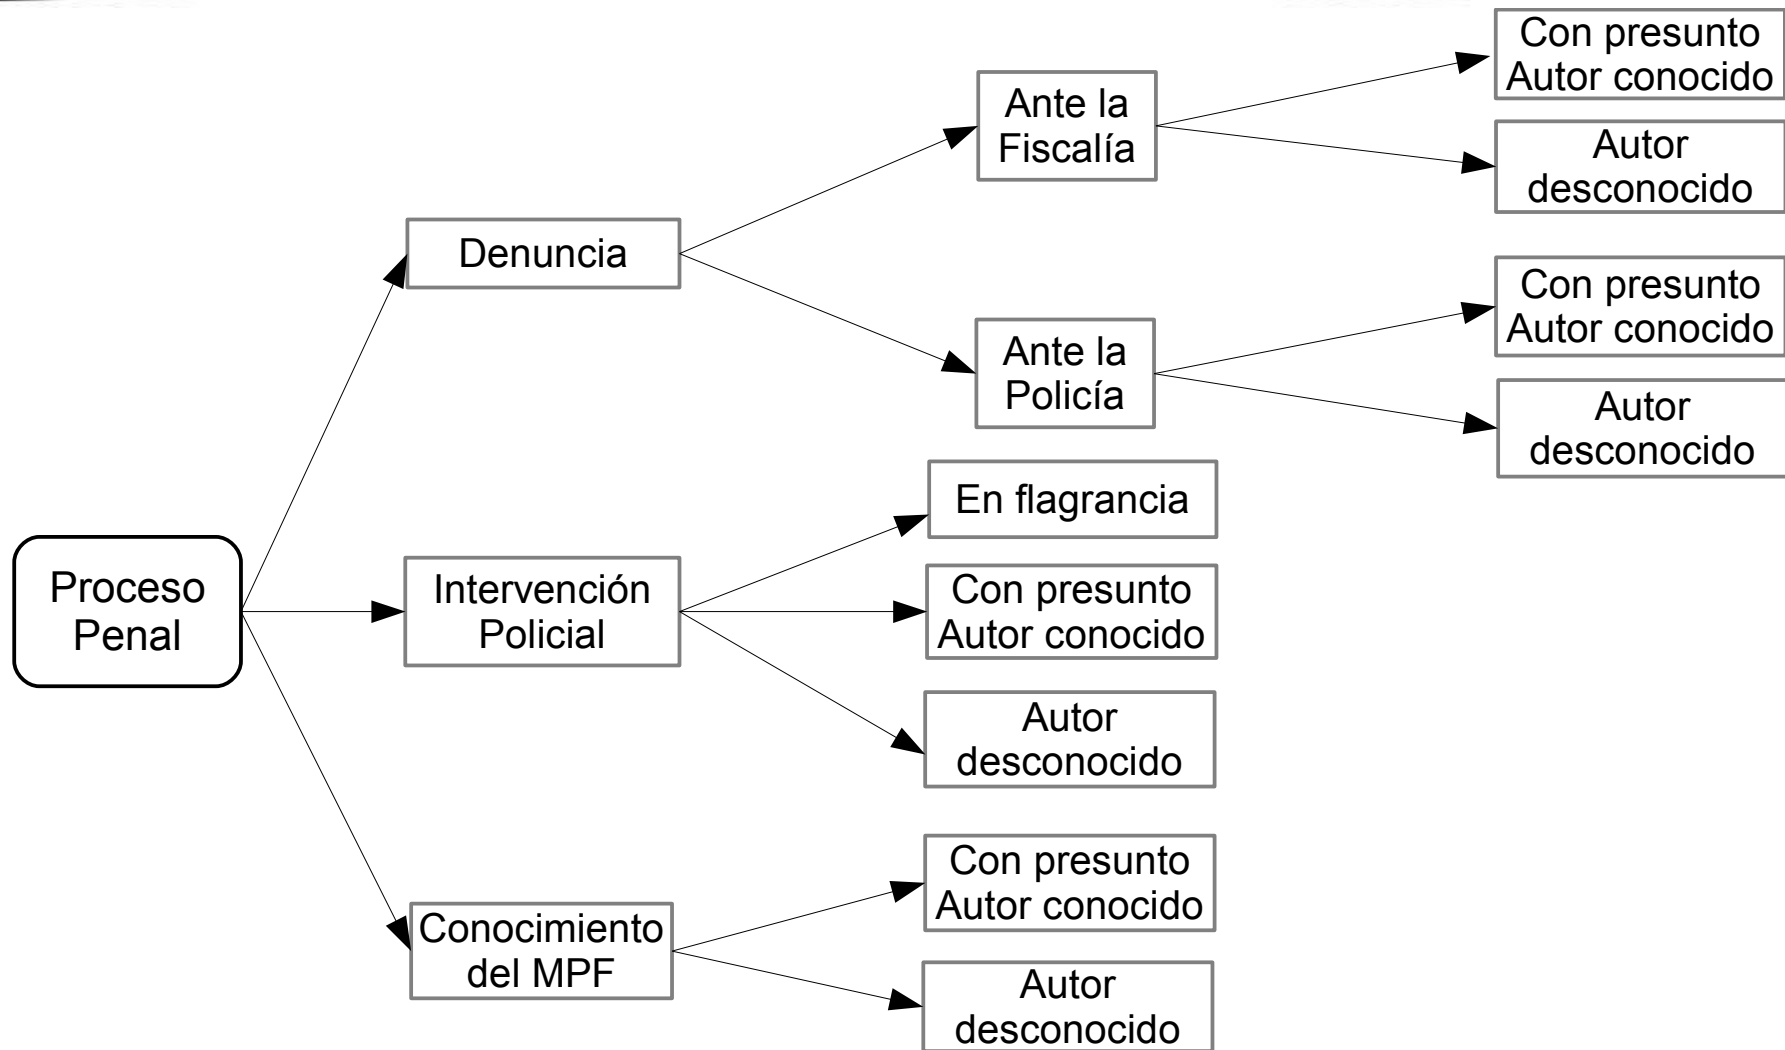 Proceso
Penal
Denuncia
Ante la
Fiscalía
Con presunto
Autor conocido
Autor
desconocido
Ante la
Policía
Con presunto
Autor conocido
Autor
desconocido
Intervención
Policial
En flagrancia
Con presunto
Autor conocido
Autor
desconocido
Conocimiento
del MPF
Con presunto
Autor conocido
Autor
desconocido